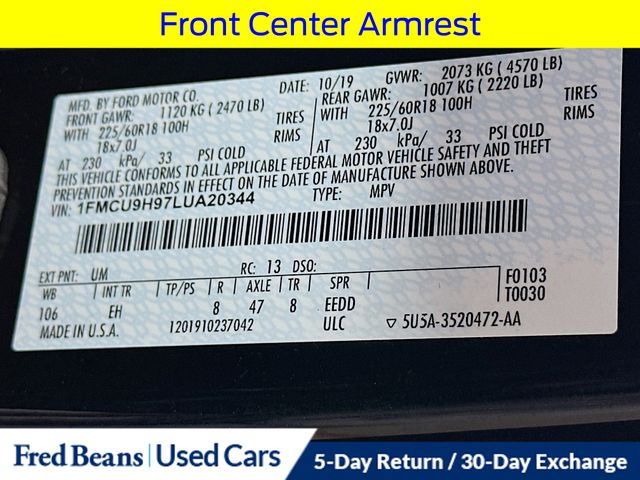 Front Center Armrest
MFD. BY FORD MOTOR CO.
DATE: 10/19 GVWR: 2073 KG (4570 LB)
FRONT GAWR: 1120 KG (2470 LB)
REAR GAWR: 1007 KG (2220 LB)
WITH 225/60R18 100H TIRES
WITH 225/60R18 100H TIRES
18x7.0J RIMS
18x7.0J RIMS
AT 230 kPa/ 33 PSI COLD
AT 230 kPa/ 33 PSI COLD
THIS VEHICLE CONFORMS TO ALL APPLICABLE FEDERAL MOTOR VEHICLE SAFETY AND THEFT
PREVENTION STANDARDS IN EFFECT ON THE DATE OF MANUFACTURE SHOWN ABOVE.
VIN: 1FMCU9H97LUA20344 TYPE: MPV
EXT PNT: UM RC: 13 DSO:
WB INT TR TP/PS R AXLE TR SPR F0103
106 EH 8 47 8 EEDD T0030
MADE IN U.S.A. 1201910237042 ULC ▽ 5U5A-3520472-AA
Fred Beans | Used Cars
5-Day Return / 30-Day Exchange